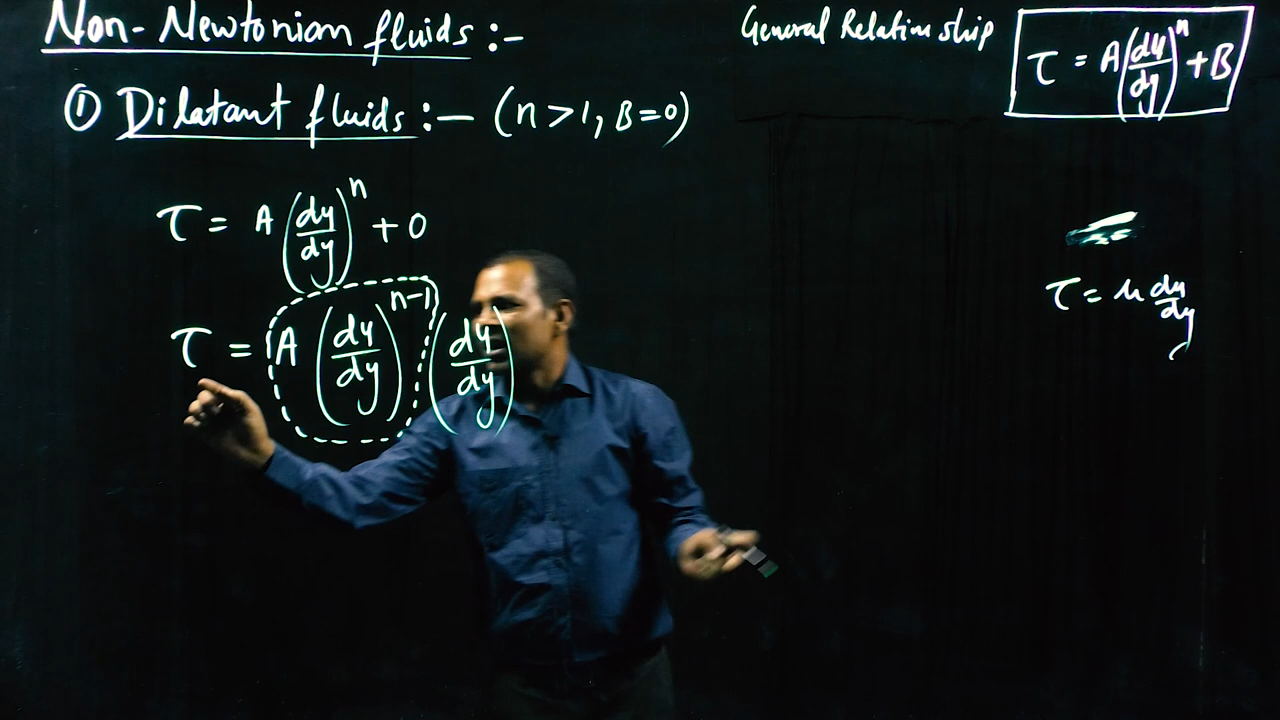 Non-Newtonian fluids :-
General Relationship τ = A(du/dy)^n + B
① Dilatant fluids :— (n > 1, B = 0)
τ = A (du/dy)^n + 0
τ = μ du/dy
τ = A (du/dy)^(n-1) (du/dy)